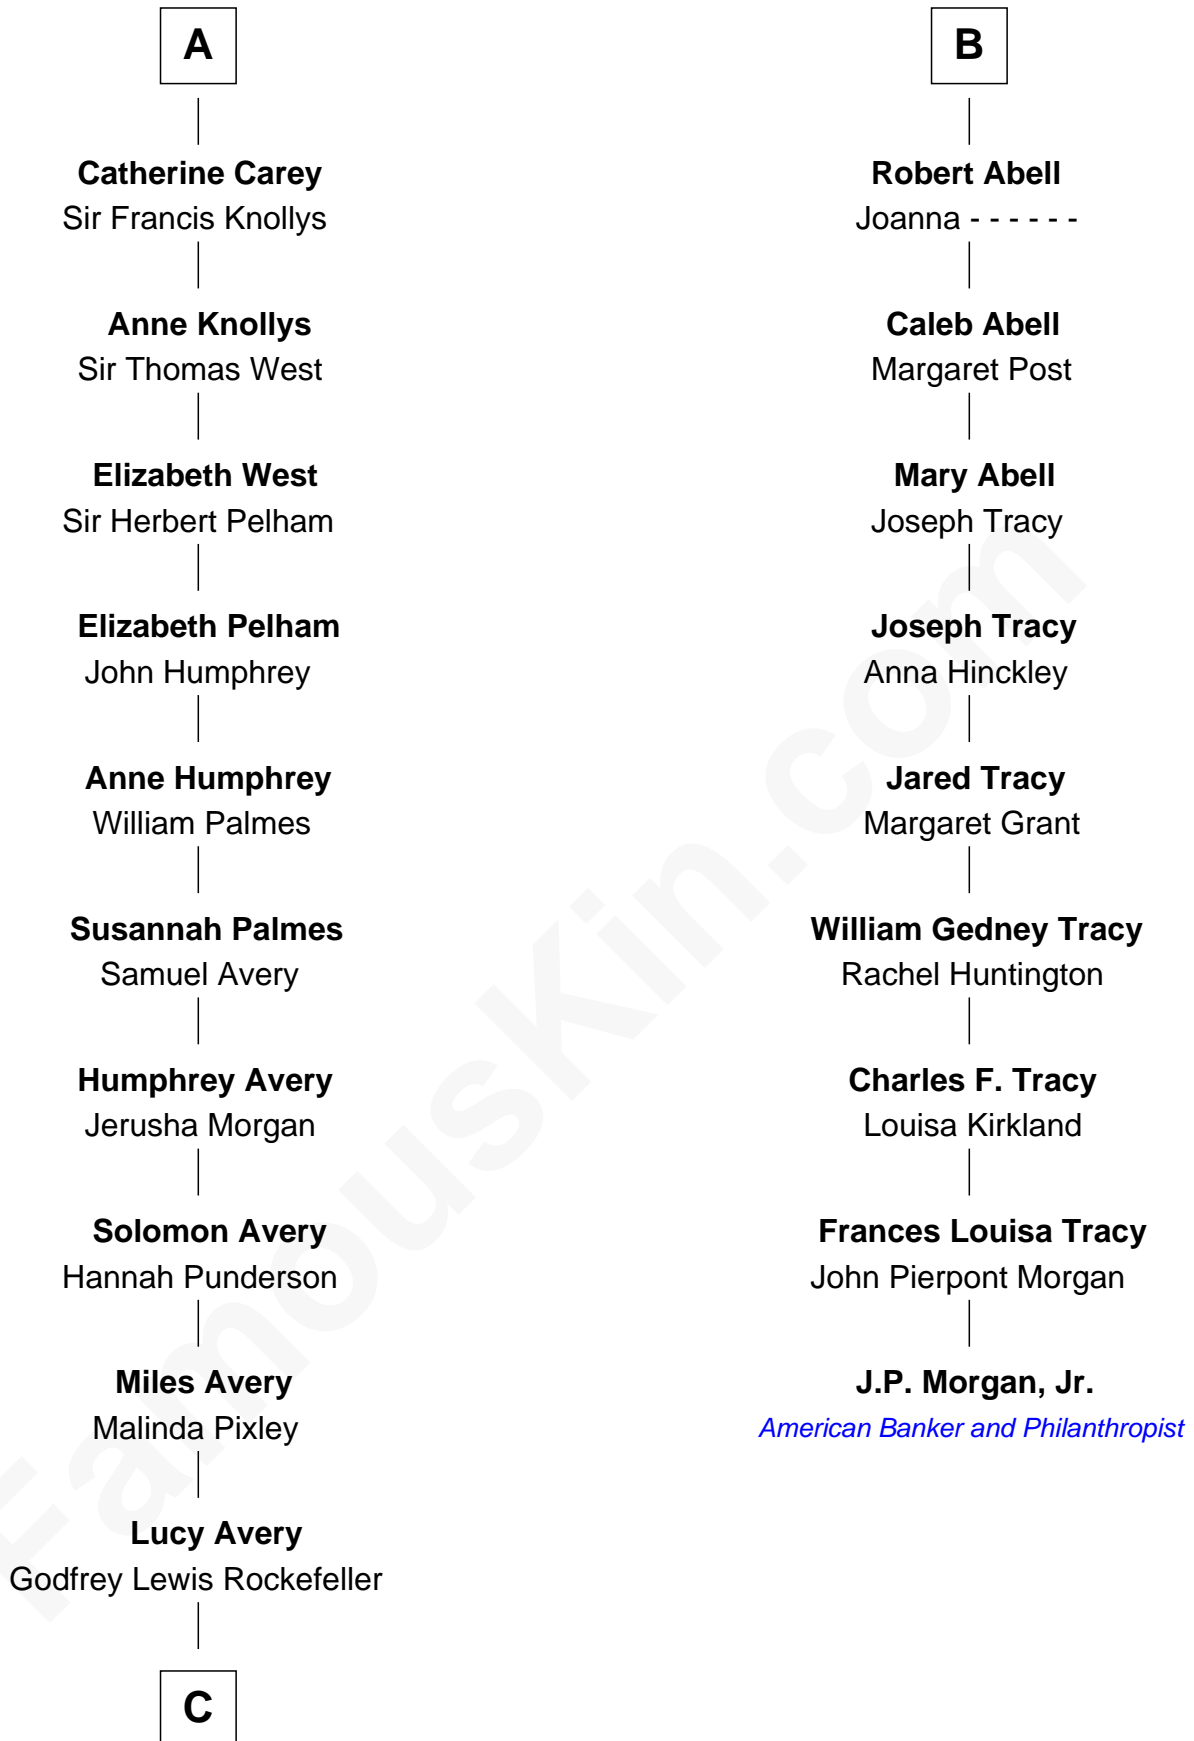 A
Catherine Carey
Sir Francis Knollys
Anne Knollys
Sir Thomas West
Elizabeth West
Sir Herbert Pelham
Elizabeth Pelham
John Humphrey
Anne Humphrey
William Palmes
Susannah Palmes
Samuel Avery
Humphrey Avery
Jerusha Morgan
Solomon Avery
Hannah Punderson
Miles Avery
Malinda Pixley
Lucy Avery
Godfrey Lewis Rockefeller
C
B
Robert Abell
Joanna - - - - - -
Caleb Abell
Margaret Post
Mary Abell
Joseph Tracy
Joseph Tracy
Anna Hinckley
Jared Tracy
Margaret Grant
William Gedney Tracy
Rachel Huntington
Charles F. Tracy
Louisa Kirkland
Frances Louisa Tracy
John Pierpont Morgan
J.P. Morgan, Jr.
American Banker and Philanthropist
FamousKin.com